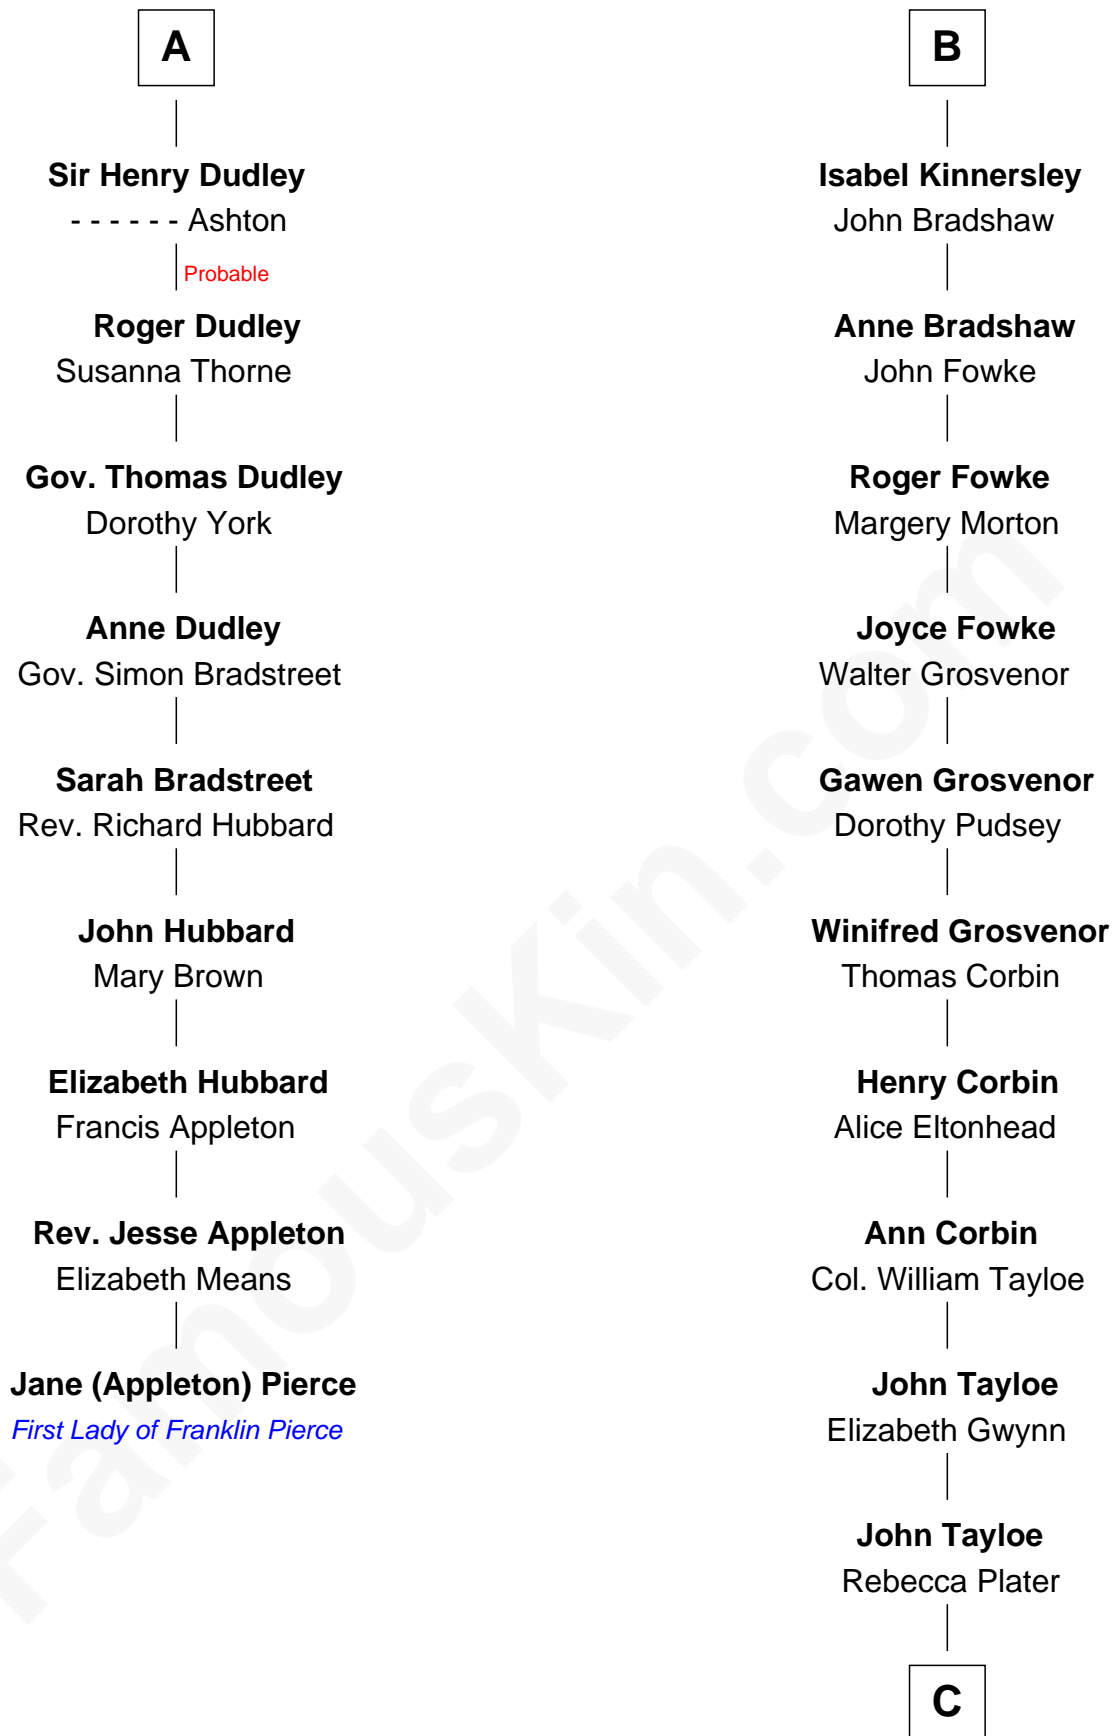 A
Sir Henry Dudley
- - - - - - Ashton
Probable
Roger Dudley
Susanna Thorne
Gov. Thomas Dudley
Dorothy York
Anne Dudley
Gov. Simon Bradstreet
Sarah Bradstreet
Rev. Richard Hubbard
John Hubbard
Mary Brown
Elizabeth Hubbard
Francis Appleton
Rev. Jesse Appleton
Elizabeth Means
Jane (Appleton) Pierce
First Lady of Franklin Pierce
B
Isabel Kinnersley
John Bradshaw
Anne Bradshaw
John Fowke
Roger Fowke
Margery Morton
Joyce Fowke
Walter Grosvenor
Gawen Grosvenor
Dorothy Pudsey
Winifred Grosvenor
Thomas Corbin
Henry Corbin
Alice Eltonhead
Ann Corbin
Col. William Tayloe
John Tayloe
Elizabeth Gwynn
John Tayloe
Rebecca Plater
C
FamousKin.com